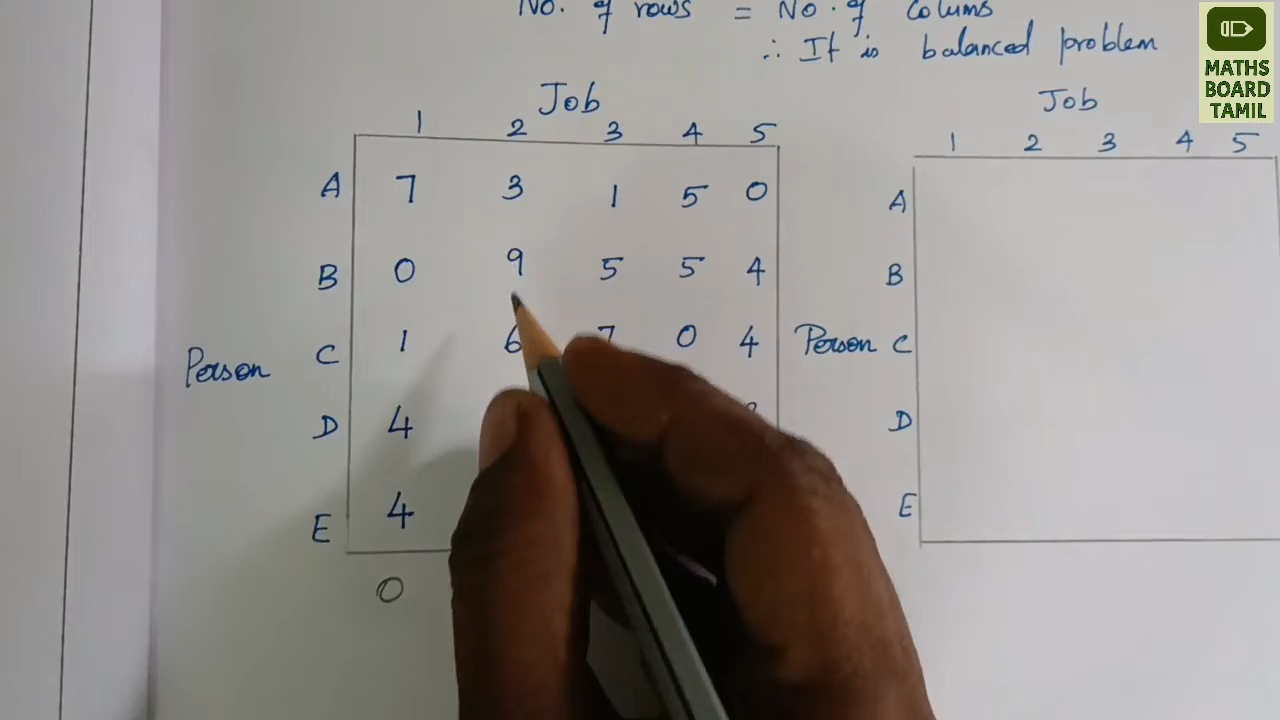 No. of rows = No. of colums
∴ It is balanced problem
MATHS
BOARD
TAMIL
Job
1 2 3 4 5
A 7 3 1 5 0
B 0 9 5 5 4
Person C 1 6 7 0 4
D 4
E 4
0
Job
1 2 3 4 5
A
B
Person C
D
E